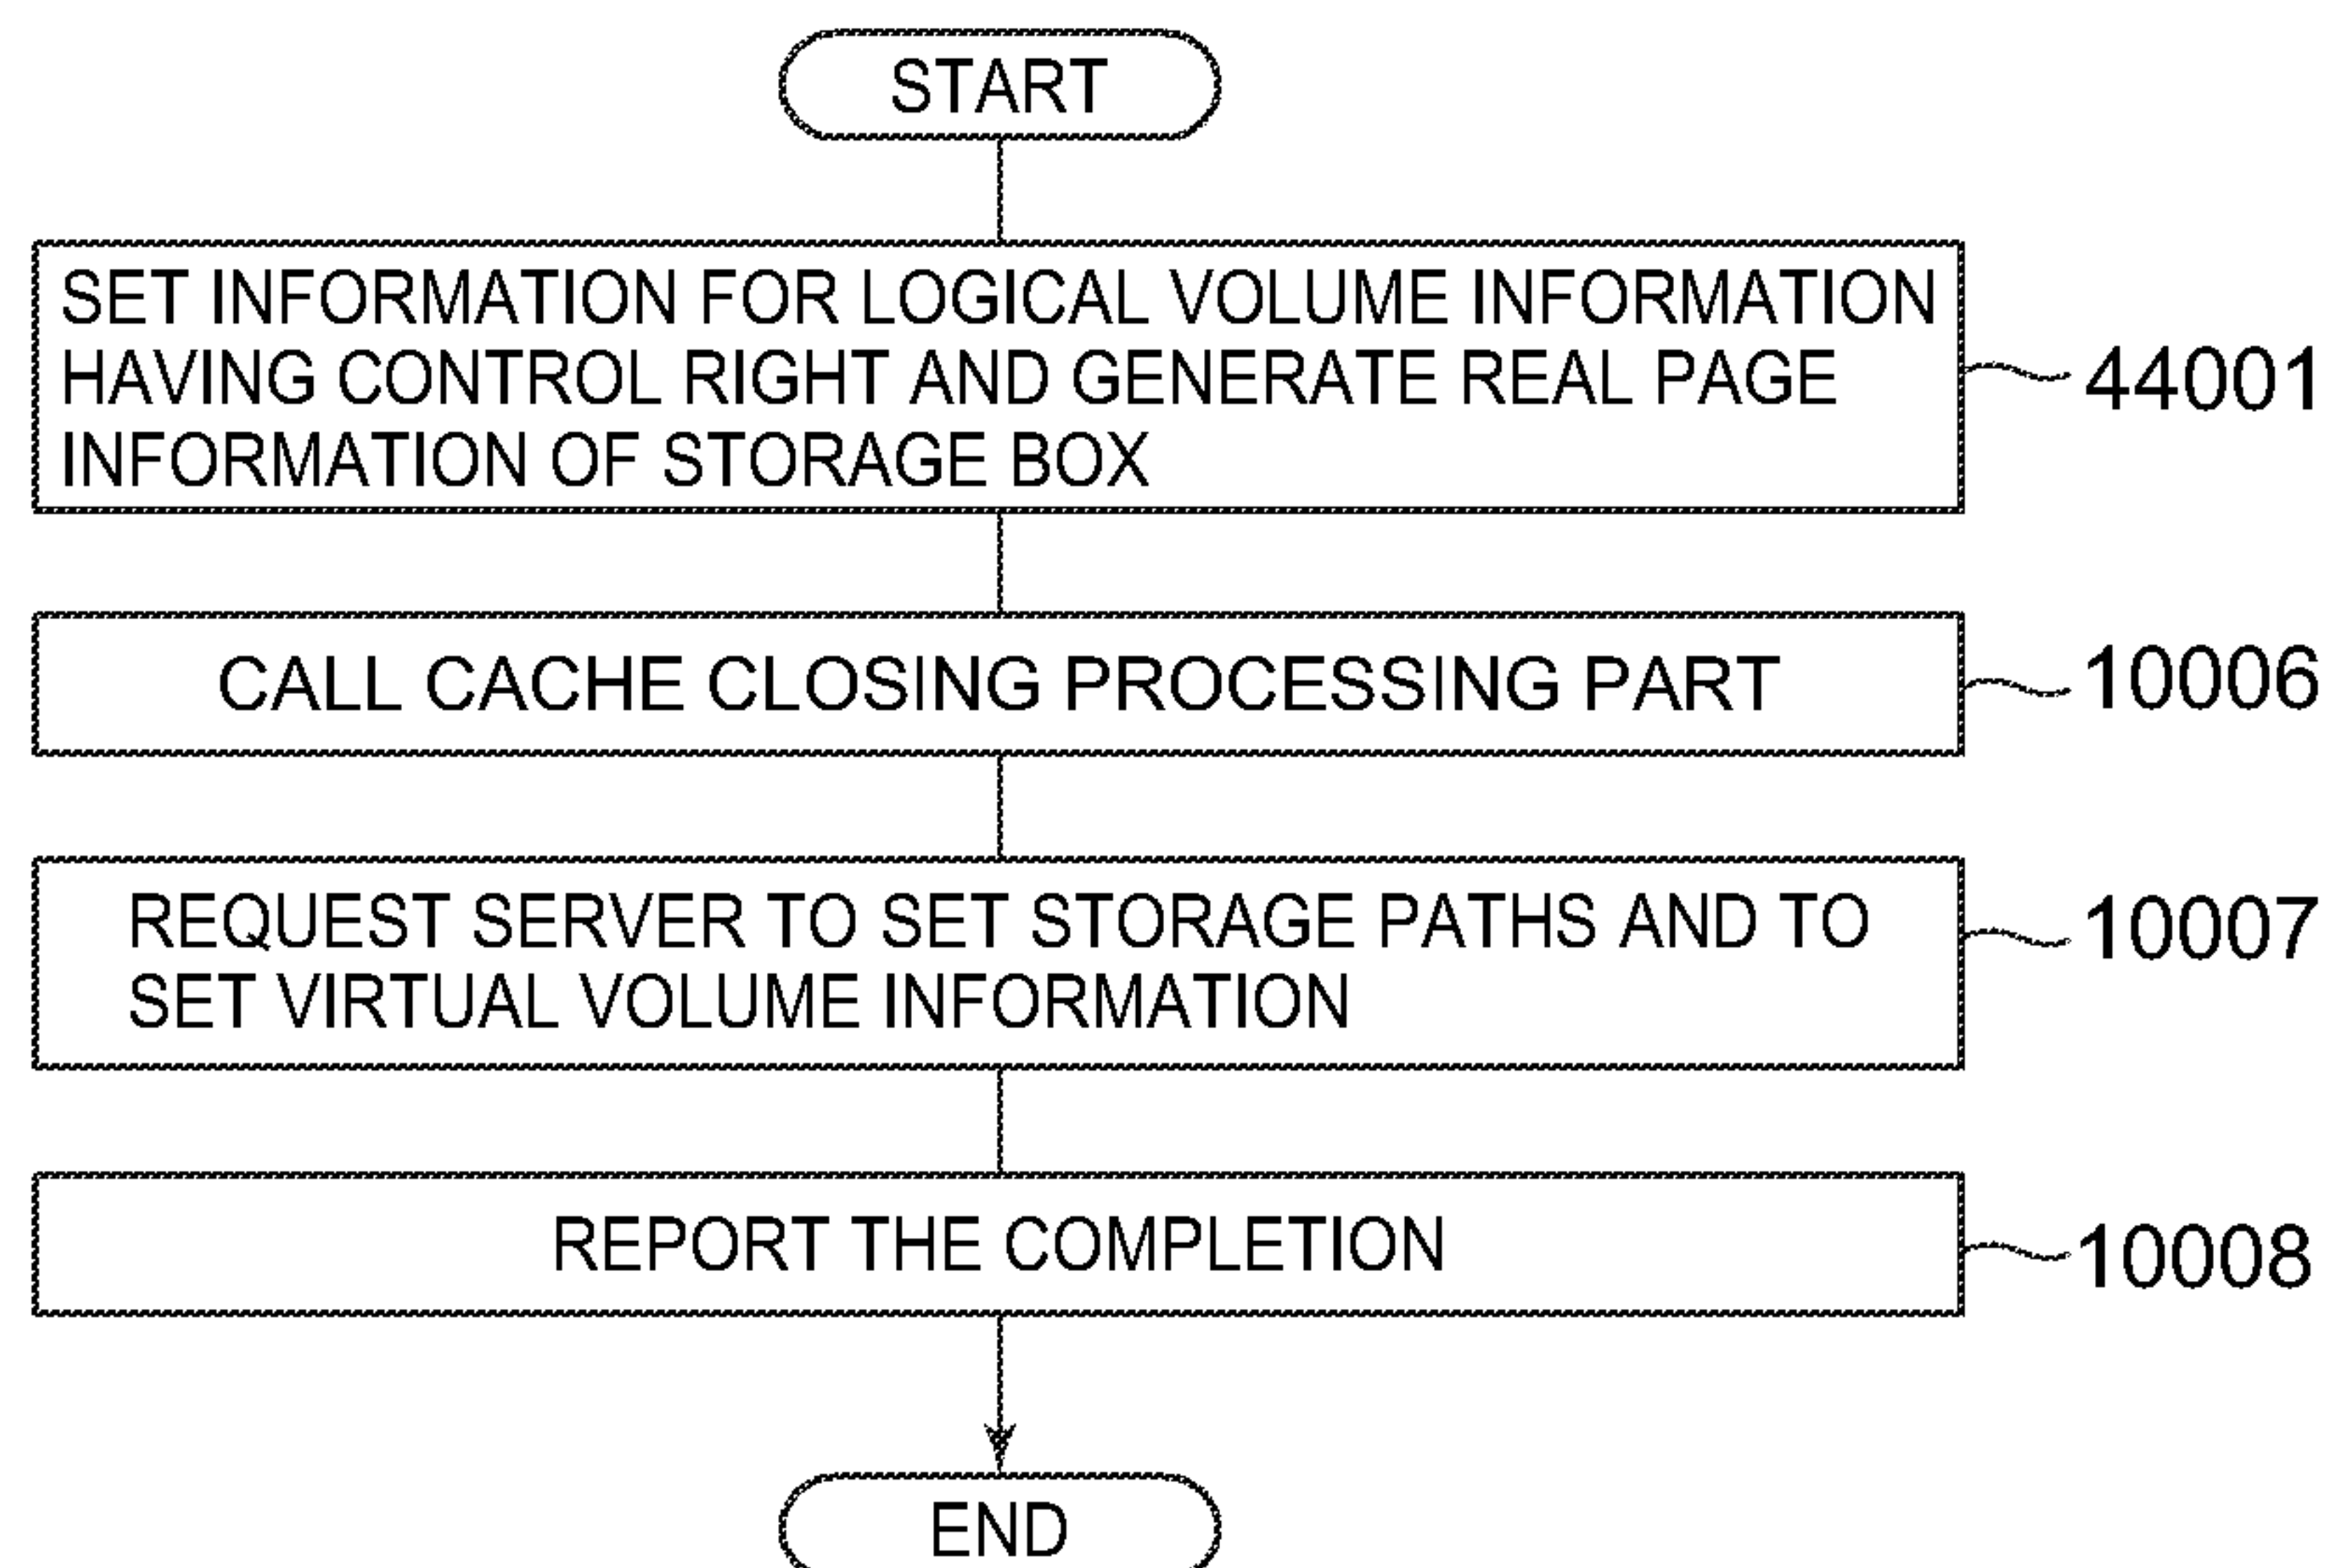 START
SET INFORMATION FOR LOGICAL VOLUME INFORMATION
HAVING CONTROL RIGHT AND GENERATE REAL PAGE
INFORMATION OF STORAGE BOX
44001
CALL CACHE CLOSING PROCESSING PART
10006
REQUEST SERVER TO SET STORAGE PATHS AND TO
SET VIRTUAL VOLUME INFORMATION
10007
REPORT THE COMPLETION
10008
END